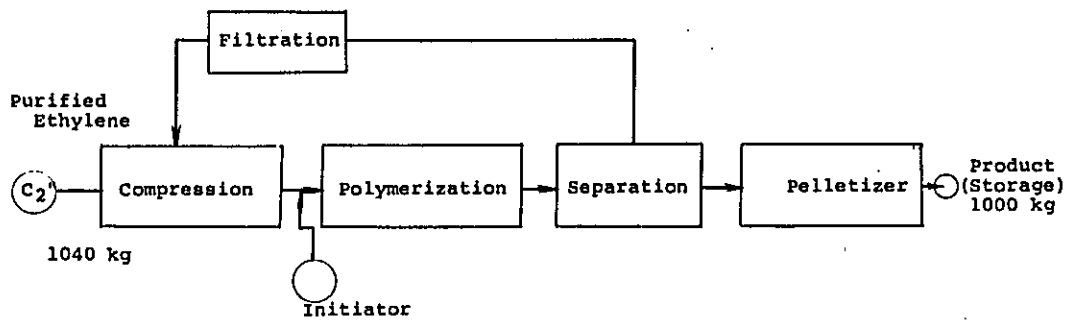 Filtration
Purified
Ethylene
C2"
Compression
Polymerization
Separation
Pelletizer
Product
(Storage)
1000 kg
1040 kg
Initiator